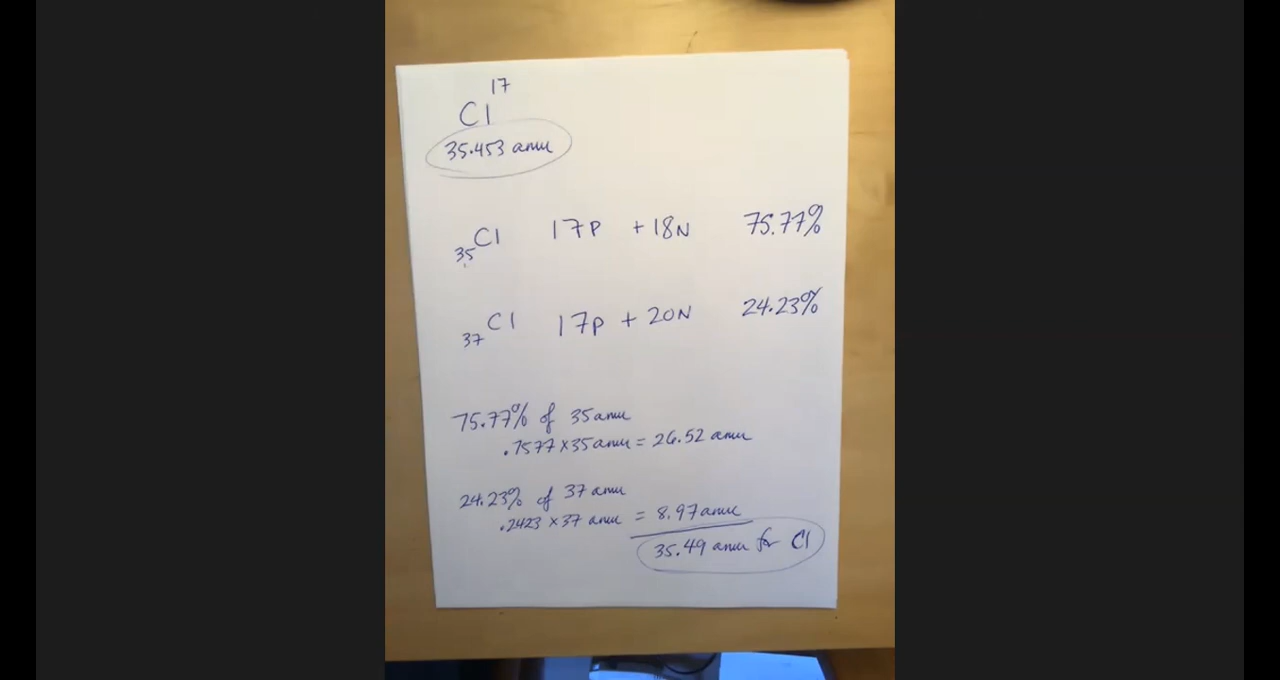 17
Cl
35.453 amu
35Cl 17P + 18N 75.77%
37Cl 17P + 20N 24.23%
75.77% of 35 amu
.7577 x 35 amu = 26.52 amu
24.23% of 37 amu
.2423 x 37 amu = 8.97 amu
35.49 amu for Cl